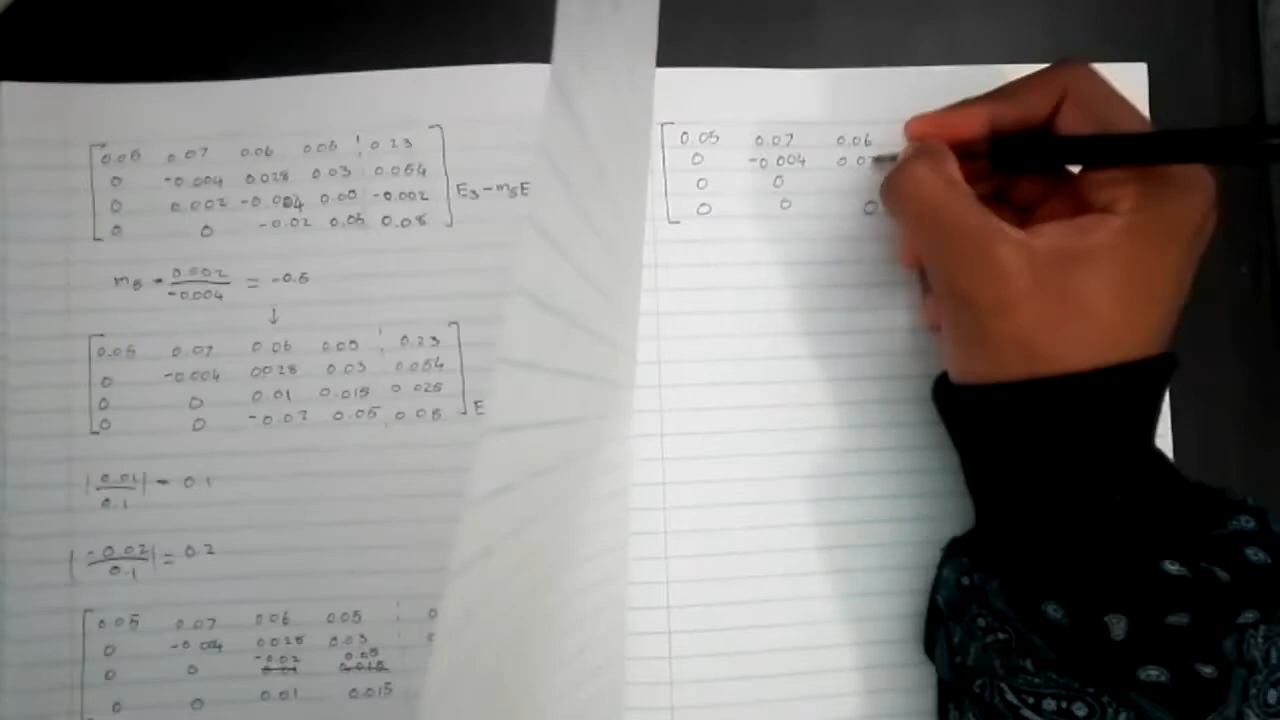 0.05 0.07 0.06 0.05 0.23
0 -0.004 0.028 0.03 0.054
0 0.002 -0.004 0.00 -0.002
0 0 -0.02 0.05 0.08
E3-m5E
m5 = 0.002
-0.004
= -0.5
↓
0.05 0.07 0.06 0.05 0.23
0 -0.004 0.028 0.03 0.054
0 0 0.01 0.015 0.025
0 0 -0.02 0.05 0.08
E
|0.01
0.1| = 0.1
|-0.02
0.1| = 0.2
0.05 0.07 0.06 0.05
0 -0.004 0.028 0.03
-0.02 0.05
0 0 0.01 0.015
0 0 0.01 0.015
0.05 0.07 0.06
0 -0.004
0 0
0 0 0